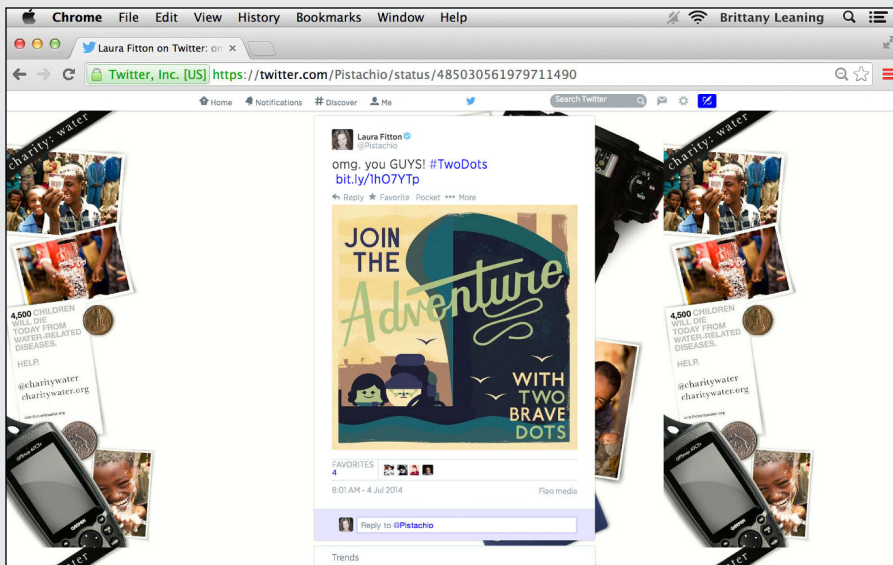 Chrome File Edit View History Bookmarks Window Help Brittany Leaning
Laura Fitton on Twitter: on
Twitter, Inc. [US] https://twitter.com/Pistachio/status/485030561979711490
Home Notifications # Discover Me Search Twitter
charity: water
charity: water
Laura Fitton
@Pistachio
omg. you GUYS! #TwoDots
bit.ly/1hO7YTp
Reply Favorite Pocket More
JOIN
THE
Adventure
WITH
TWO
BRAVE
DOTS
4,500 CHILDREN
WILL DIE
TODAY FROM
WATER-RELATED
DISEASES.
HELP.
@charitywater
charitywater.org
4,500 CHILDREN
WILL DIE
TODAY FROM
WATER-RELATED
DISEASES.
HELP.
@charitywater
charitywater.org
GARMIN
GARMIN
FAVORITES
4
8:01 AM - 4 Jul 2014 Flag media
Reply to @Pistachio
Trends